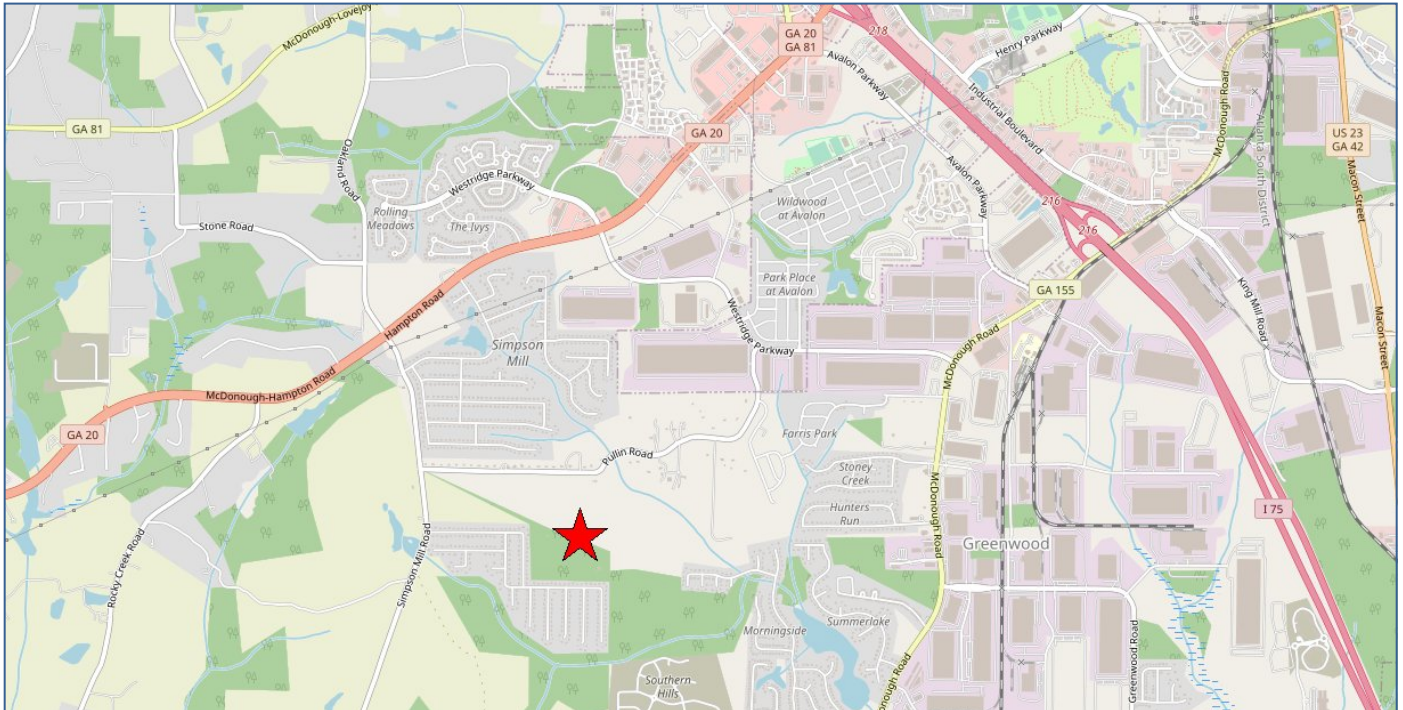 McDonough-Lovejoy
GA 20
GA 81
218
Henry Parkway
Avalon Parkway
Industrial Boulevard
McDonough Road
Atlanta South District
US 23
GA 42
Macon Street
GA 81
Oakland Road
GA 20
Westridge Parkway
Rolling
Meadows
The Ivys
Stone Road
Wildwood
at Avalon
Avalon Parkway
216
216
King Mill Road
Park Place
at Avalon
GA 155
Hampton Road
Westridge Parkway
McDonough Road
Macon Street
Simpson
Mill
McDonough-Hampton Road
GA 20
Farris Park
Pullin Road
Stoney
Creek
Hunters
Run
McDonough Road
I 75
Greenwood
Rocky Creek Road
Simpson Mill Road
Morningside
Summerlake
Southern
Hills
onough Road
Greenwood Road